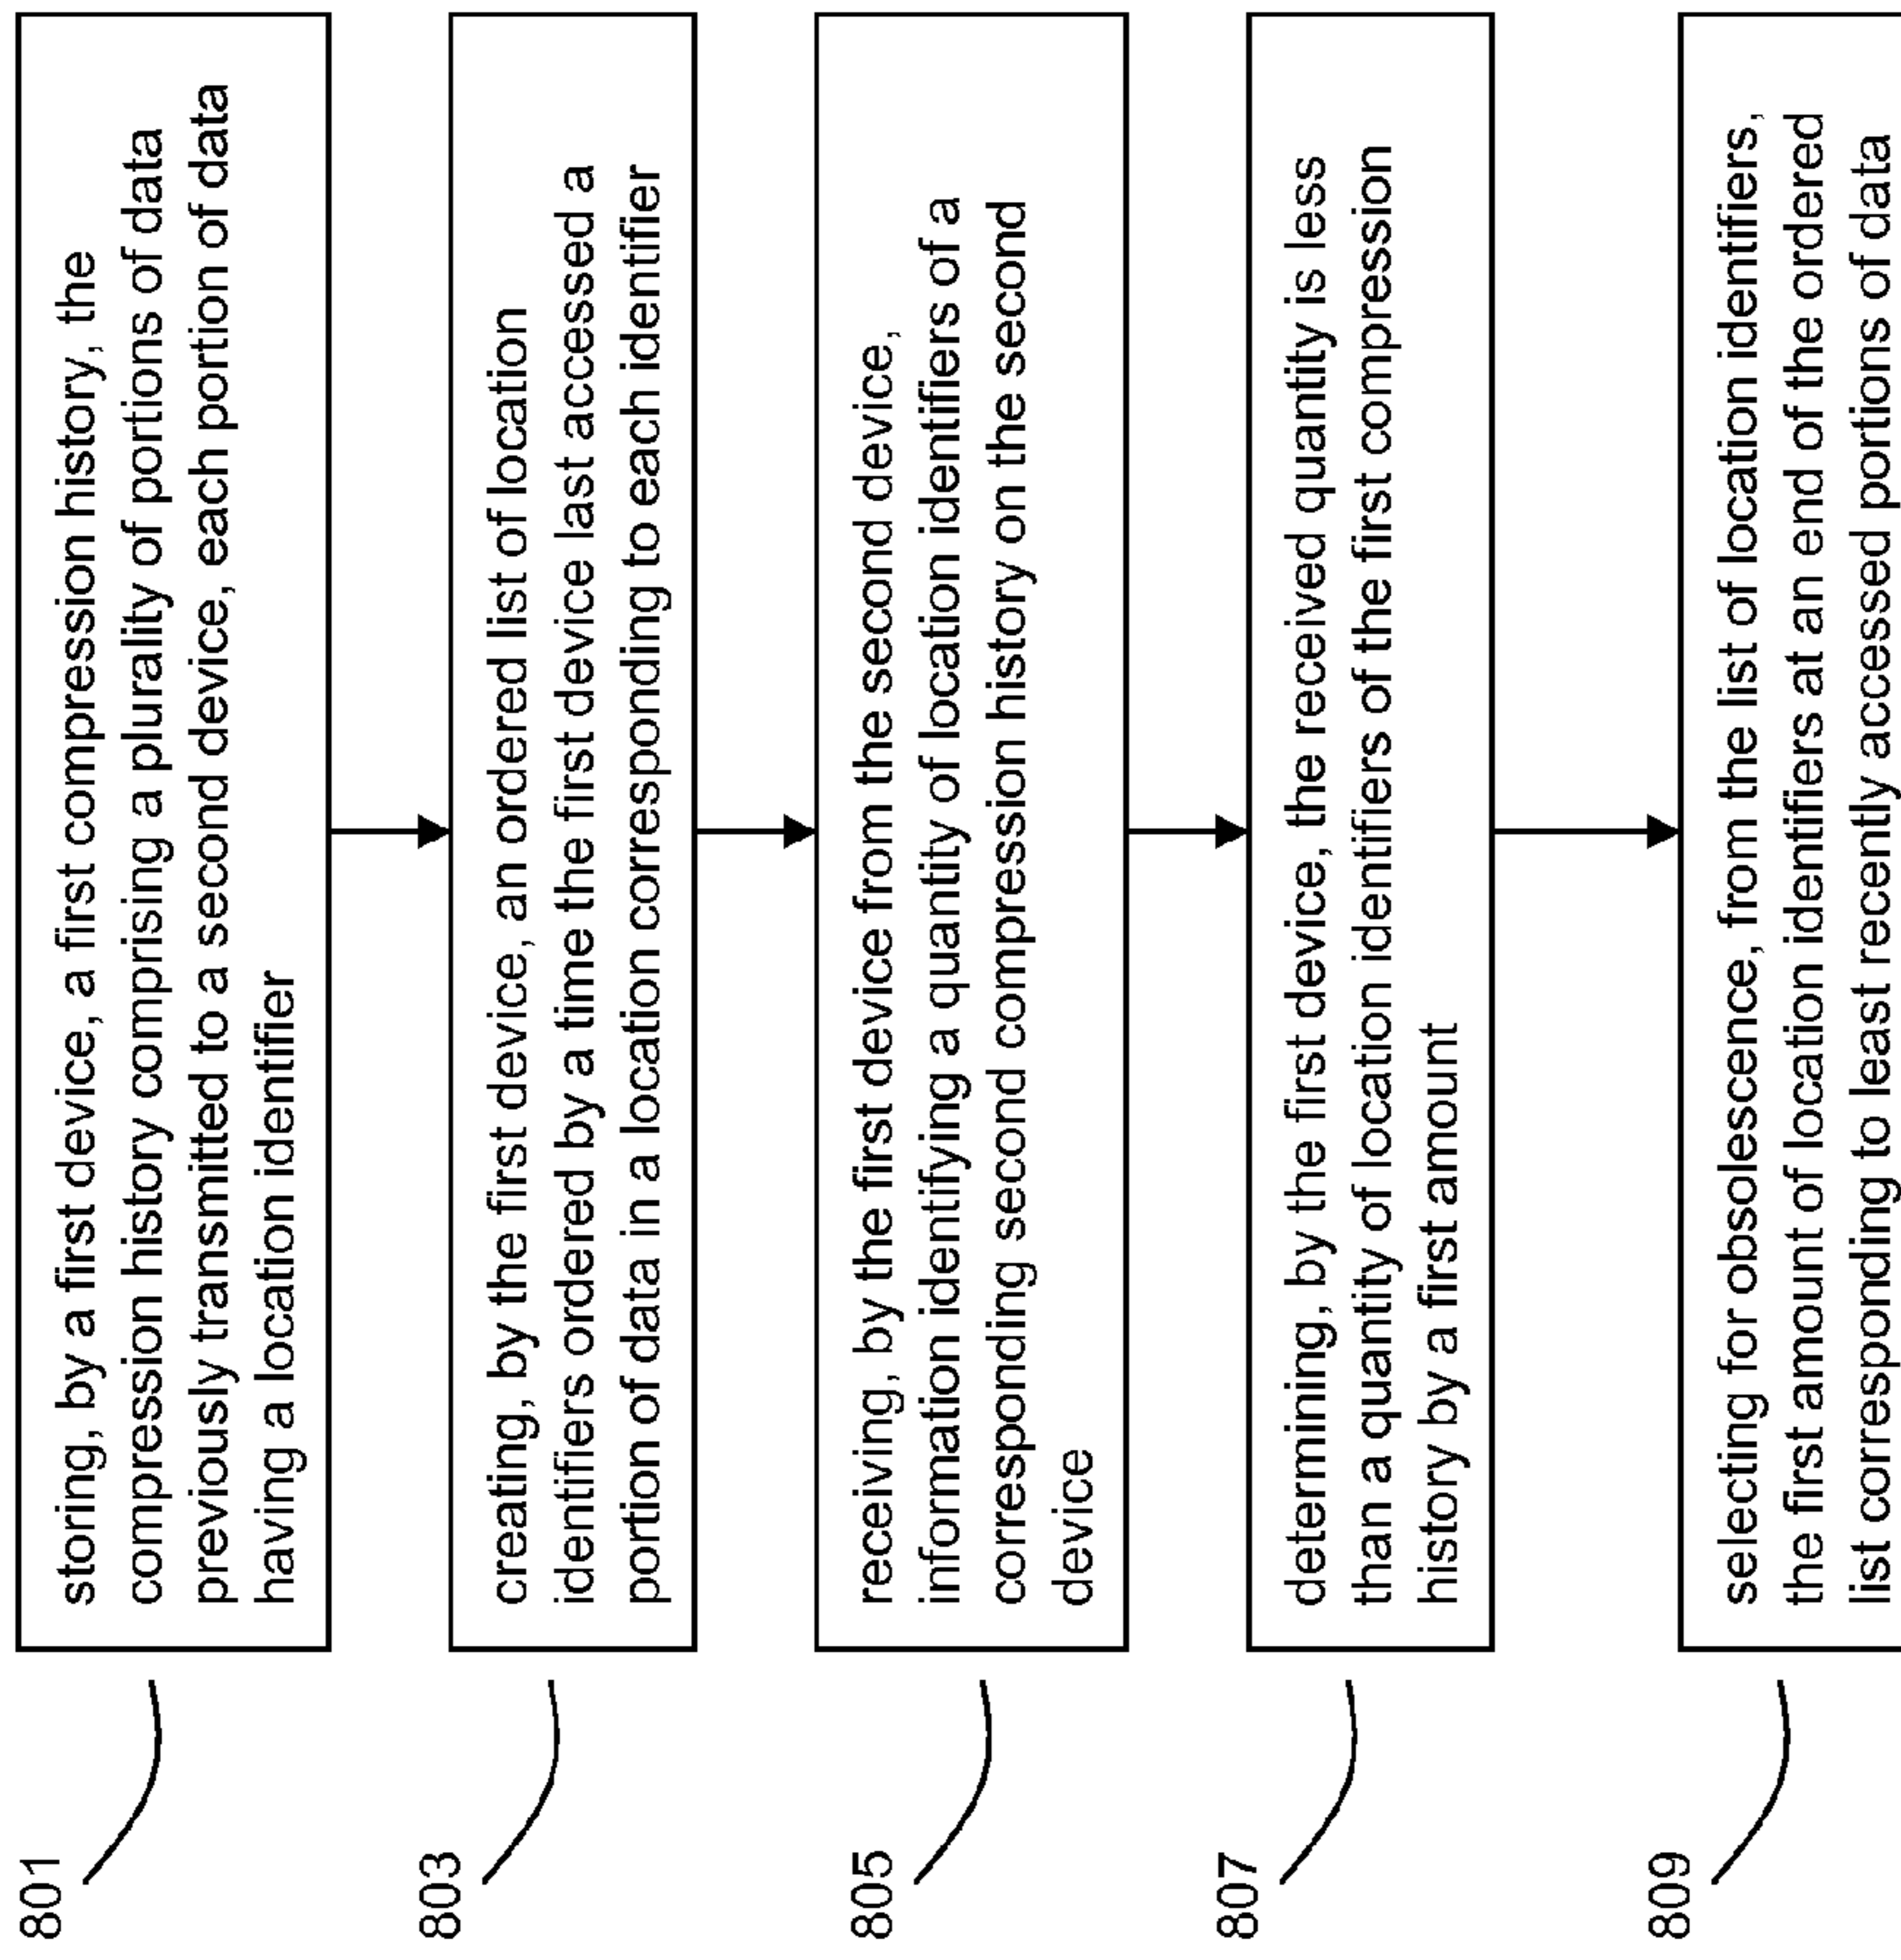 801
storing, by a first device, a first compression history, the
compression history comprising a plurality of portions of data
previously transmitted to a second device, each portion of data
having a location identifier
803
creating, by the first device, an ordered list of location
identifiers ordered by a time the first device last accessed a
portion of data in a location corresponding to each identifier
805
receiving, by the first device from the second device,
information identifying a quantity of location identifiers of a
corresponding second compression history on the second
device
807
determining, by the first device, the received quantity is less
than a quantity of location identifiers of the first compression
history by a first amount
809
selecting for obsolescence, from the list of location identifiers,
the first amount of location identifiers at an end of the ordered
list corresponding to least recently accessed portions of data